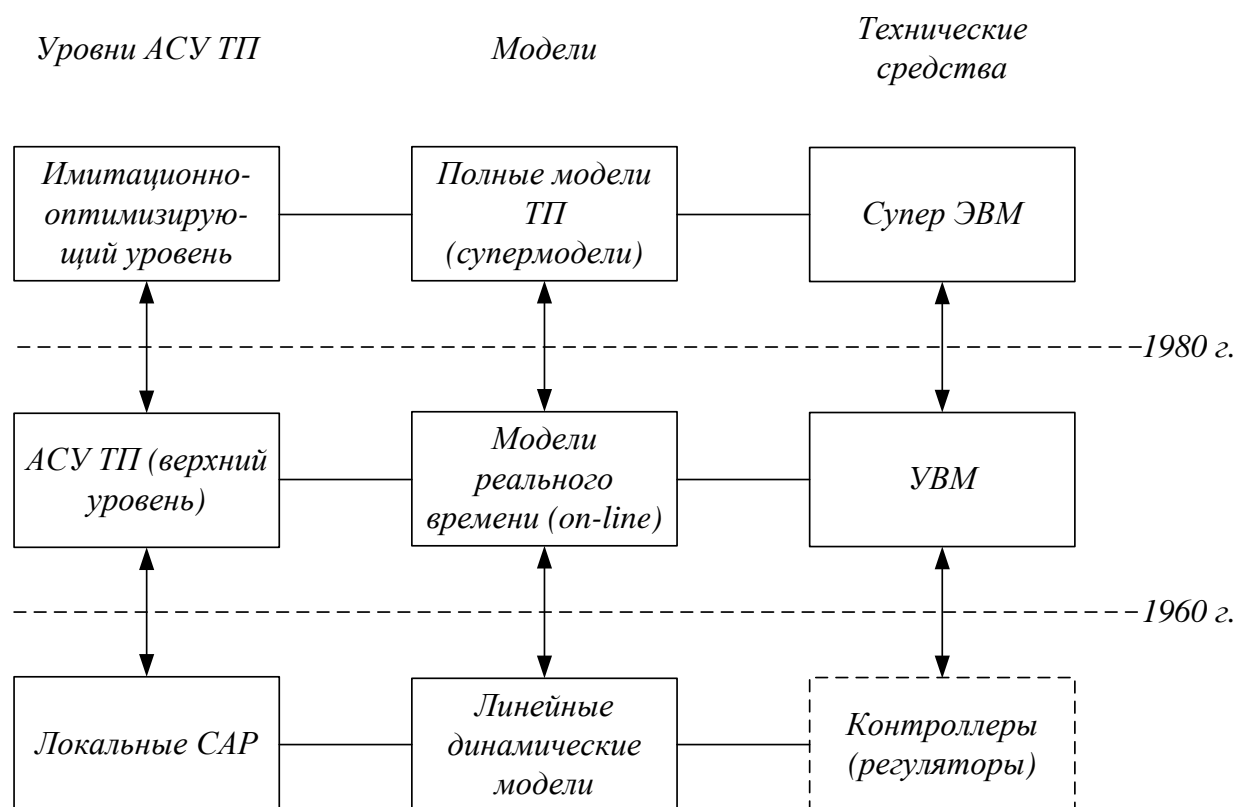 Уровни АСУ ТП
Модели
Технические
средства
Имитационно-
оптимизирую-
щий уровень
Полные модели
ТП
(супермодели)
Супер ЭВМ
1980 г.
АСУ ТП (верхний
уровень)
Модели
реального
времени (on-line)
УВМ
1960 г.
Локальные САР
Линейные
динамические
модели
Контроллеры
(регуляторы)